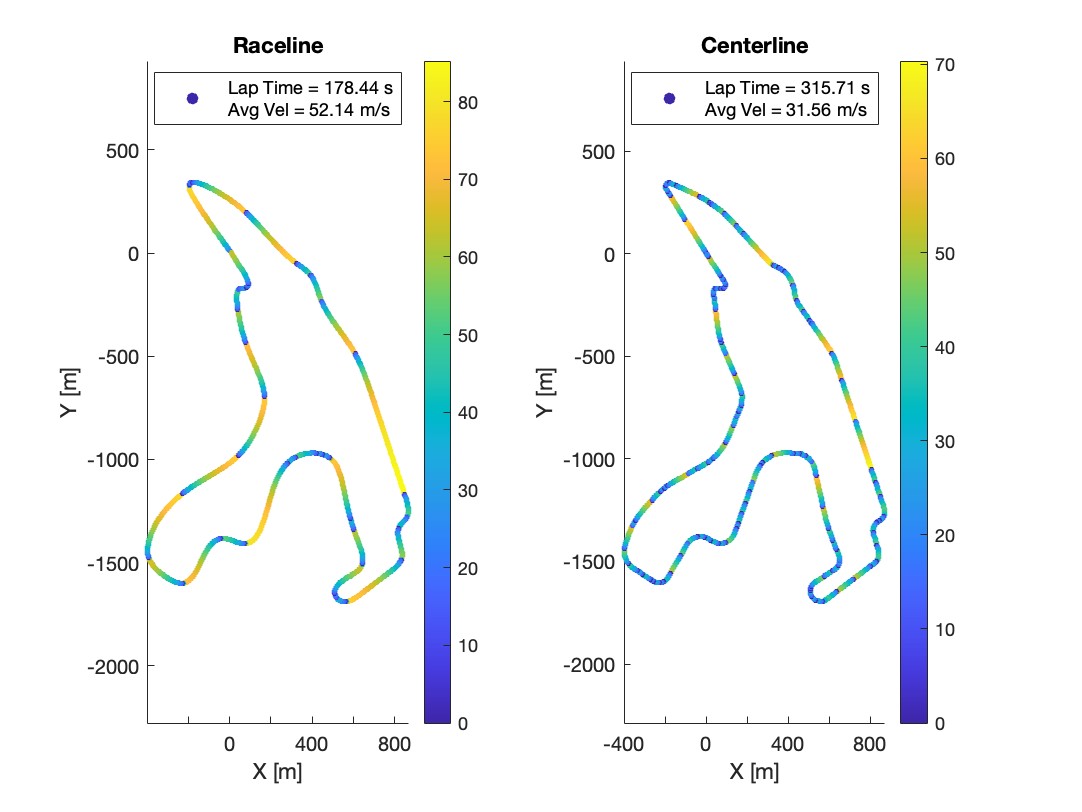 Raceline
Lap Time = 178.44 s
Avg Vel = 52.14 m/s
500
0
-500
-1000
-1500
-2000
Y [m]
0 400 800
X [m]
80
70
60
50
40
30
20
10
0
Centerline
Lap Time = 315.71 s
Avg Vel = 31.56 m/s
500
0
-500
-1000
-1500
-2000
Y [m]
-400 0 400 800
X [m]
70
60
50
40
30
20
10
0